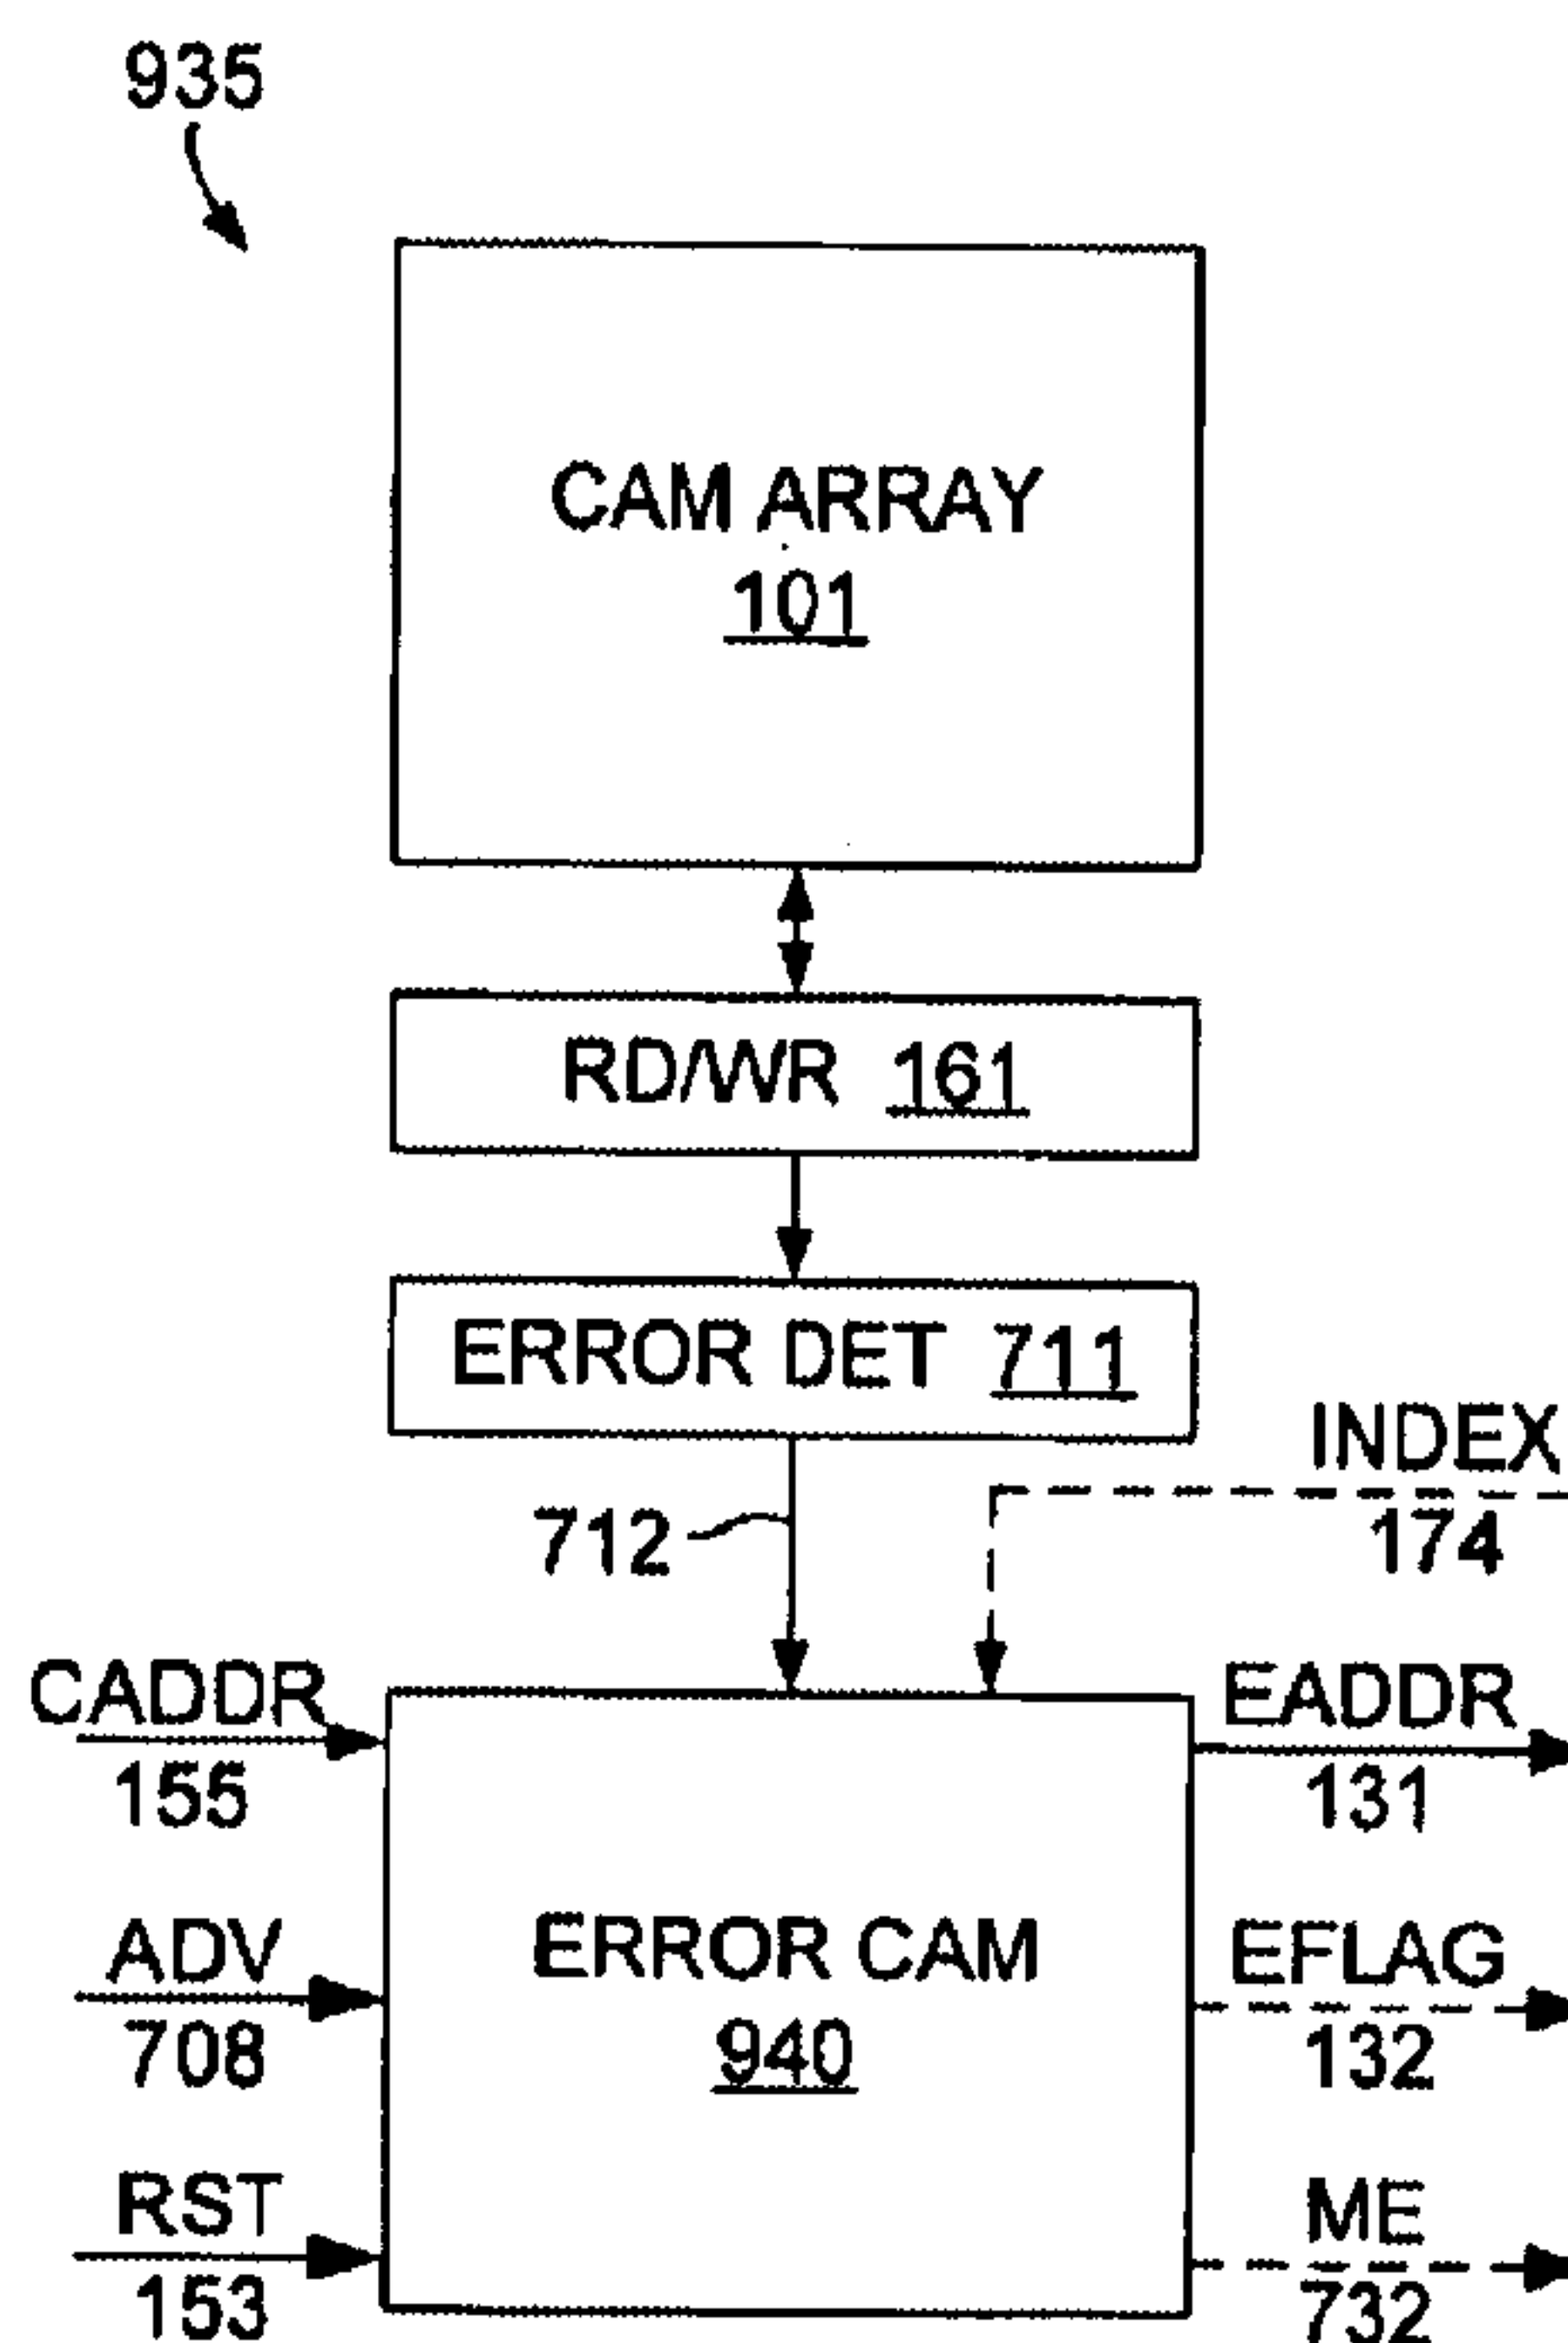 935
CAM ARRAY
101
RD/WR 161
ERROR DET 711
INDEX
174
712
CADDR
155
EADDR
131
ADV
708
ERROR CAM
940
EFLAG
132
RST
153
ME
732